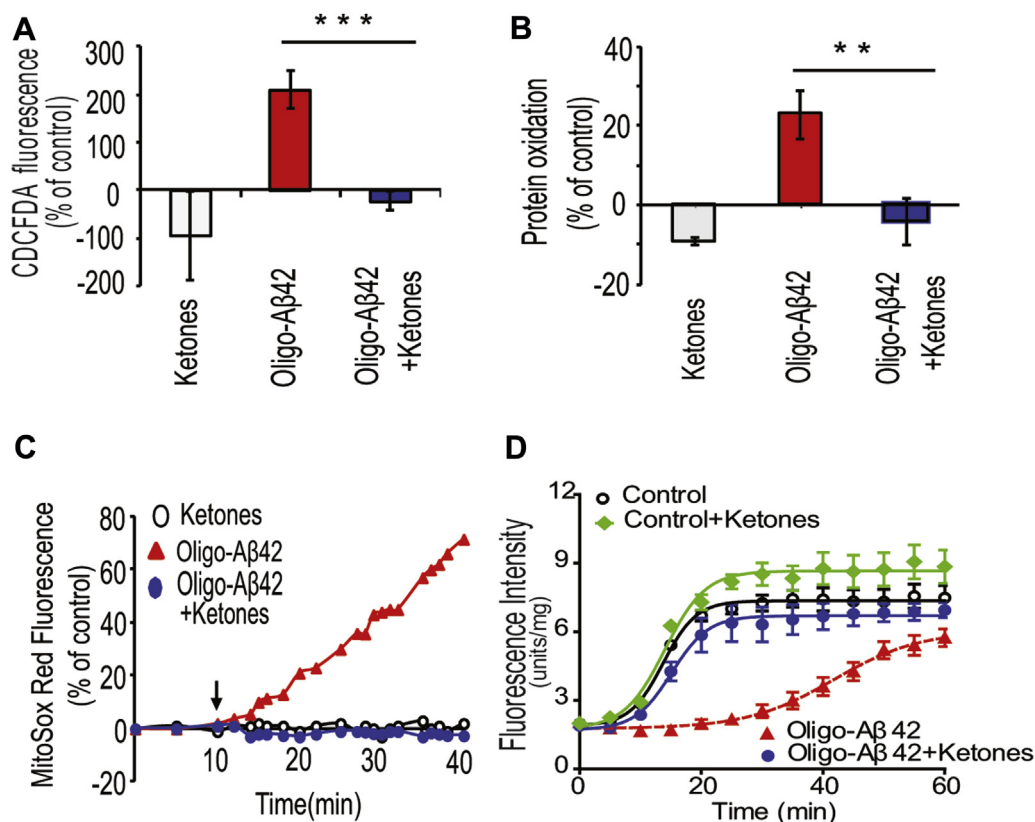 A
* * *
CDCFDA fluorescence
(% of control)
300
200
100
0
-100
-200
Ketones
Oligo-Aβ42
Oligo-Aβ42
+Ketones
B
* *
Protein oxidation
(% of control)
40
20
0
-20
Ketones
Oligo-Aβ42
Oligo-Aβ42
+Ketones
C
MitoSox Red Fluorescence
(% of control)
80
60
40
20
0
-20
Ketones
Oligo-Aβ42
Oligo-Aβ42
+Ketones
10
20
30
40
Time(min)
D
Fluorescence Intensity
(units/mg)
12
9
6
3
0
Control
Control+Ketones
Oligo-Aβ 42
Oligo-Aβ 42+Ketones
0
20
40
60
Time (min)